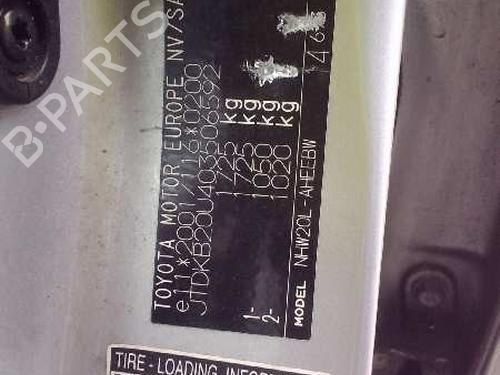 TOYOTA MOTOR EUROPE NV/SA
e11*2001/116*0200
JTDKB20U403506592
1725 kg
1725 kg
1- 1050 kg
2- 1020 kg
MODEL NHW20L-AHEEBW
TIRE - LOADING INFORM
B-PARTS